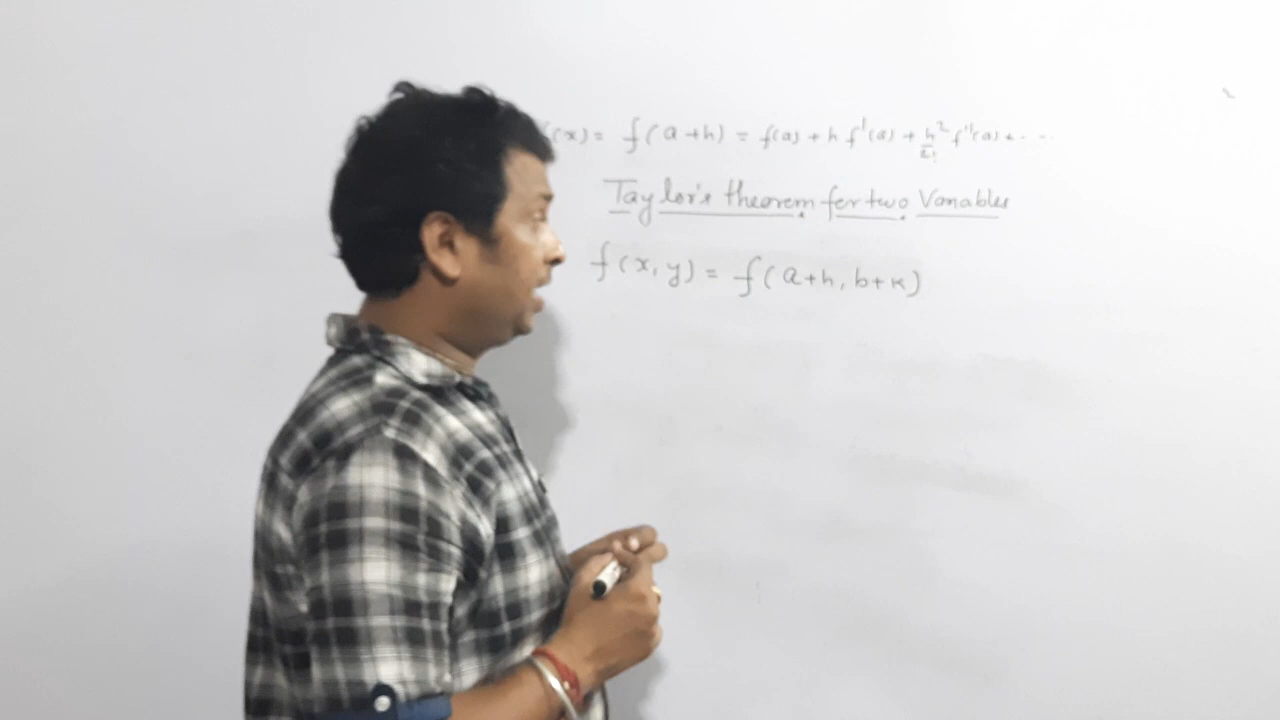 f(x) = f(a+h) = f(a) + h f'(a) + h²/2! f''(a) + ...
Taylor's theorem for two Variables
f(x, y) = f(a+h, b+k)